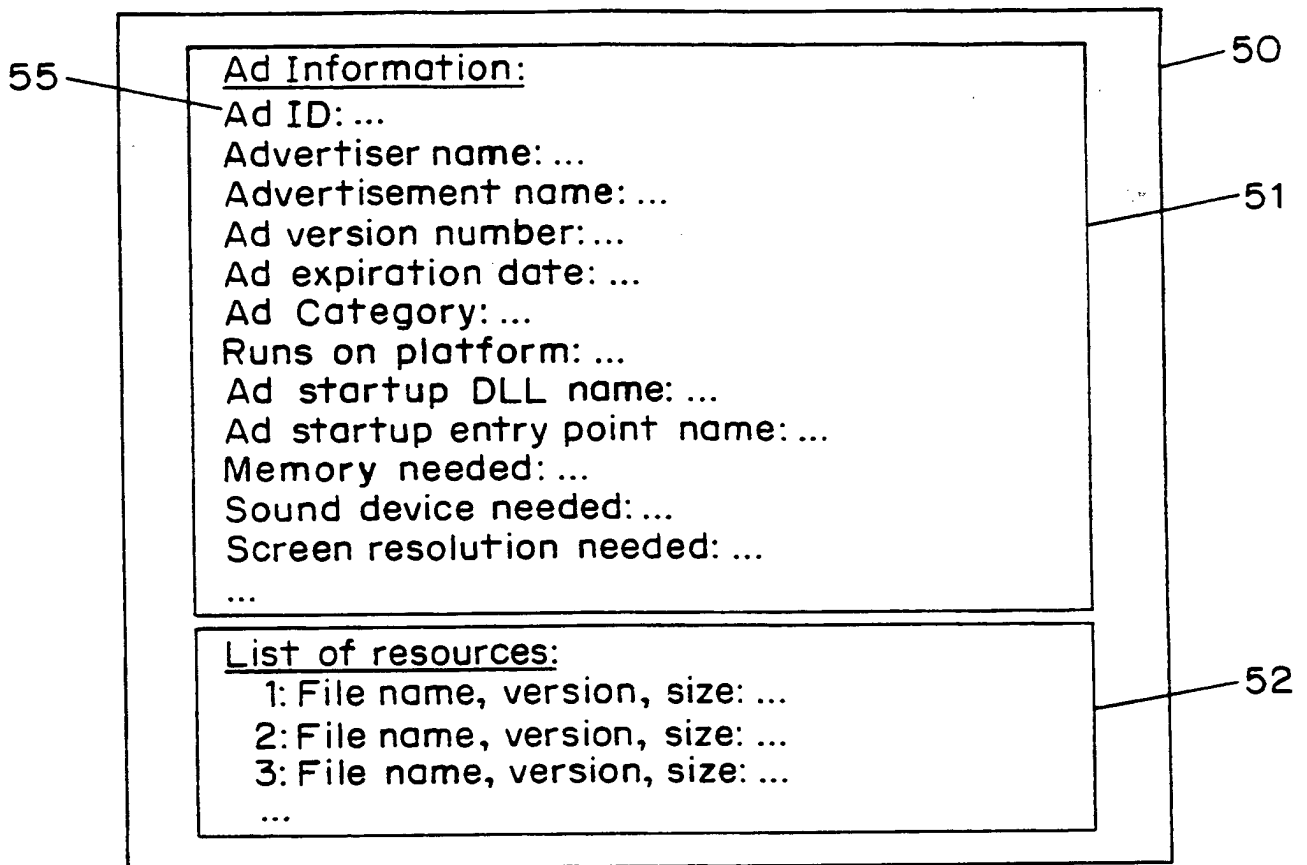 50
55
Ad Information:
Ad ID: ...
Advertiser name: ...
Advertisement name: ...
51
Ad version number: ...
Ad expiration date: ...
Ad Category: ...
Runs on platform: ...
Ad startup DLL name: ...
Ad startup entry point name: ...
Memory needed: ...
Sound device needed: ...
Screen resolution needed: ...
...
List of resources:
1: File name, version, size: ...
52
2: File name, version, size: ...
3: File name, version, size: ...
...